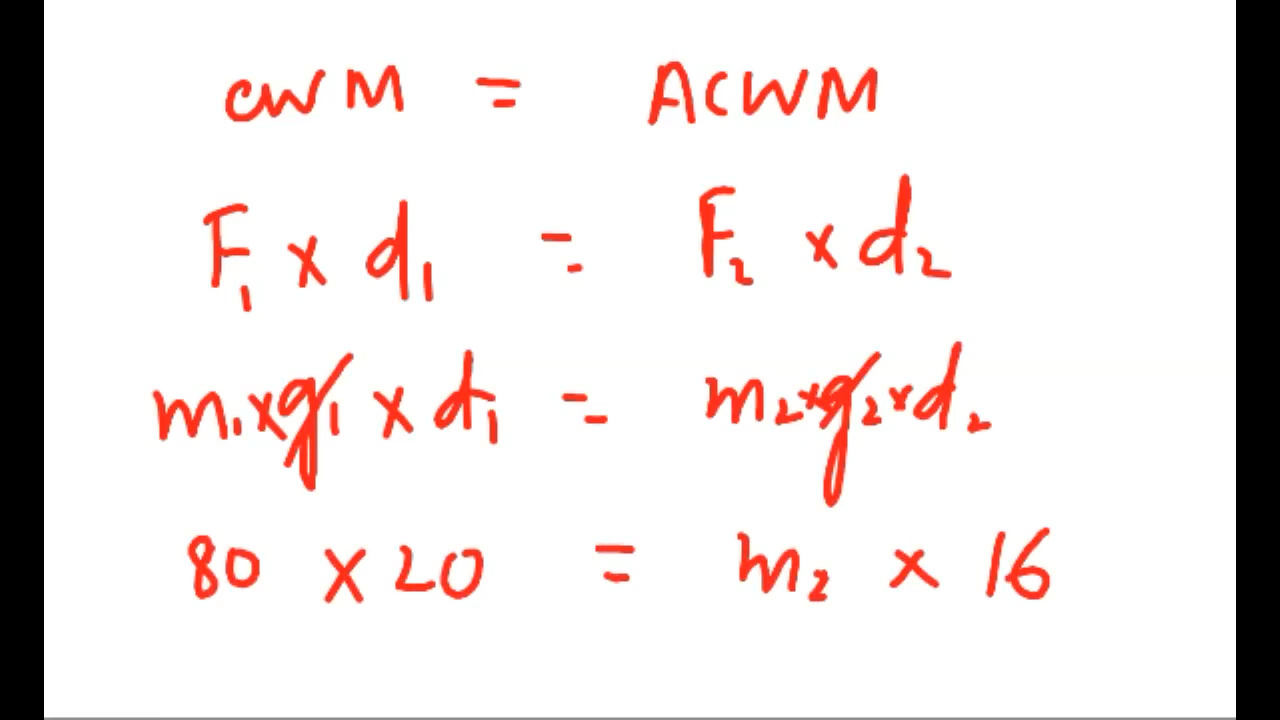 CWM = ACWM
F₁ × d₁ = F₂ × d₂
m₁ × g₁ × d₁ = m₂ × g₂ × d₂
80 × 20 = m₂ × 16